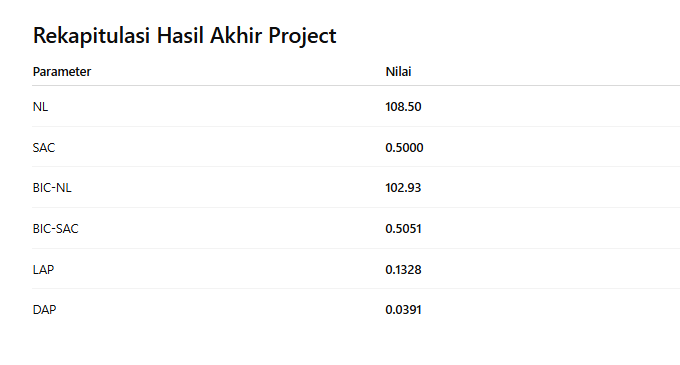 Rekapitulasi Hasil Akhir Project
Parameter Nilai
NL 108.50
SAC 0.5000
BIC-NL 102.93
BIC-SAC 0.5051
LAP 0.1328
DAP 0.0391